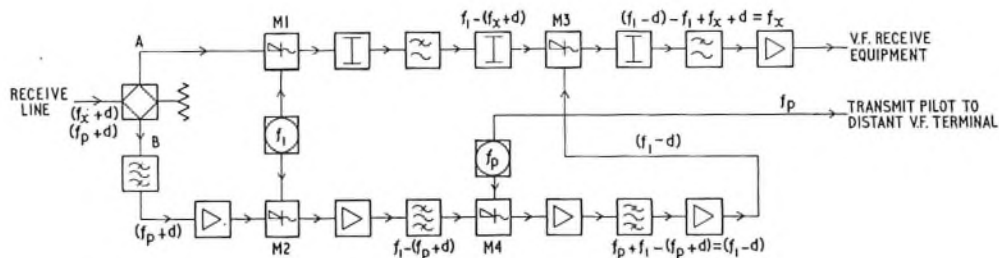 M1
f₁-(fₓ+d)
M3
(f₁-d)-f₁+fₓ+d=fₓ
A
V.F. RECEIVE
EQUIPMENT
RECEIVE
LINE
(fₓ+d)
(fₚ+d)
fₚ
TRANSMIT PILOT TO
DISTANT V.F. TERMINAL
B
f₁
fₚ
(f₁-d)
(fₚ+d)
M2
f₁-(fₚ+d)
M4
fₚ+f₁-(fₚ+d)=(f₁-d)